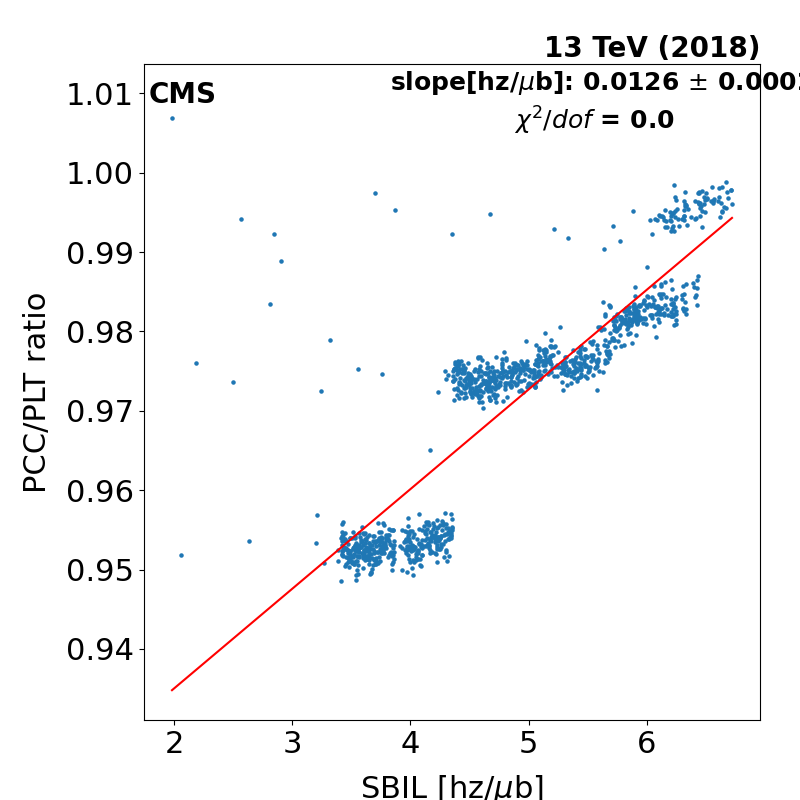 13 TeV (2018)
CMS
slope[hz/μb]: 0.0126 ± 0.000
χ²/dof = 0.0
1.01
1.00
0.99
0.98
0.97
0.96
0.95
0.94
PCC/PLT ratio
2 3 4 5 6
SBIL [hz/μb]